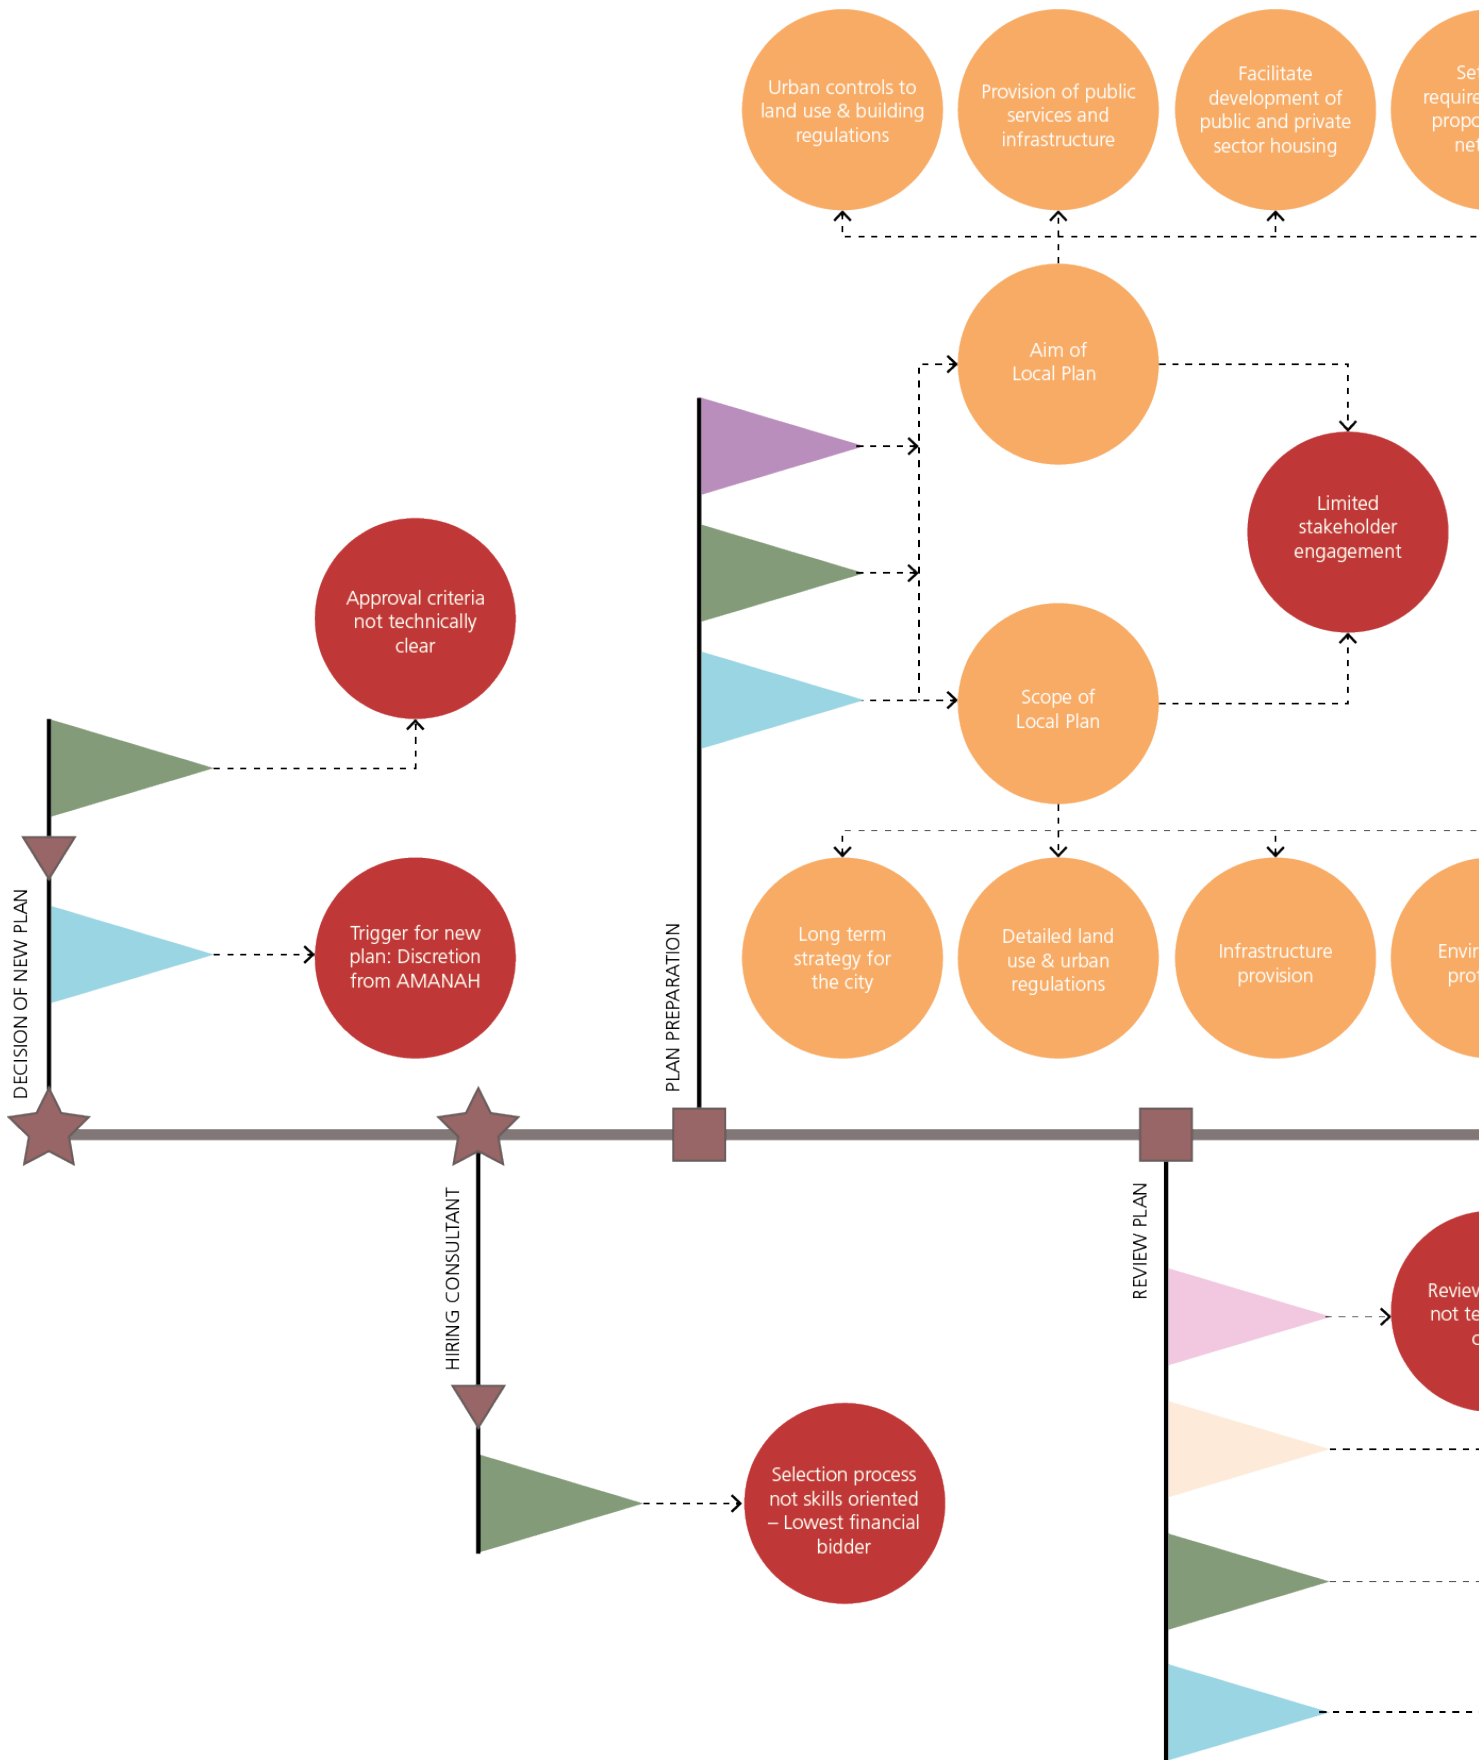 Urban controls to
land use & building
regulations
Provision of public
services and
infrastructure
Facilitate
development of
public and private
sector housing
Aim of
Local Plan
Limited
stakeholder
engagement
Approval criteria
not technically
clear
Scope of
Local Plan
Trigger for new
plan: Discretion
from AMANAH
DECISION OF NEW PLAN
PLAN PREPARATION
Long term
strategy for
the city
Detailed land
use & urban
regulations
Infrastructure
provision
HIRING CONSULTANT
REVIEW PLAN
not
Selection process
not skills oriented
– Lowest financial
bidder